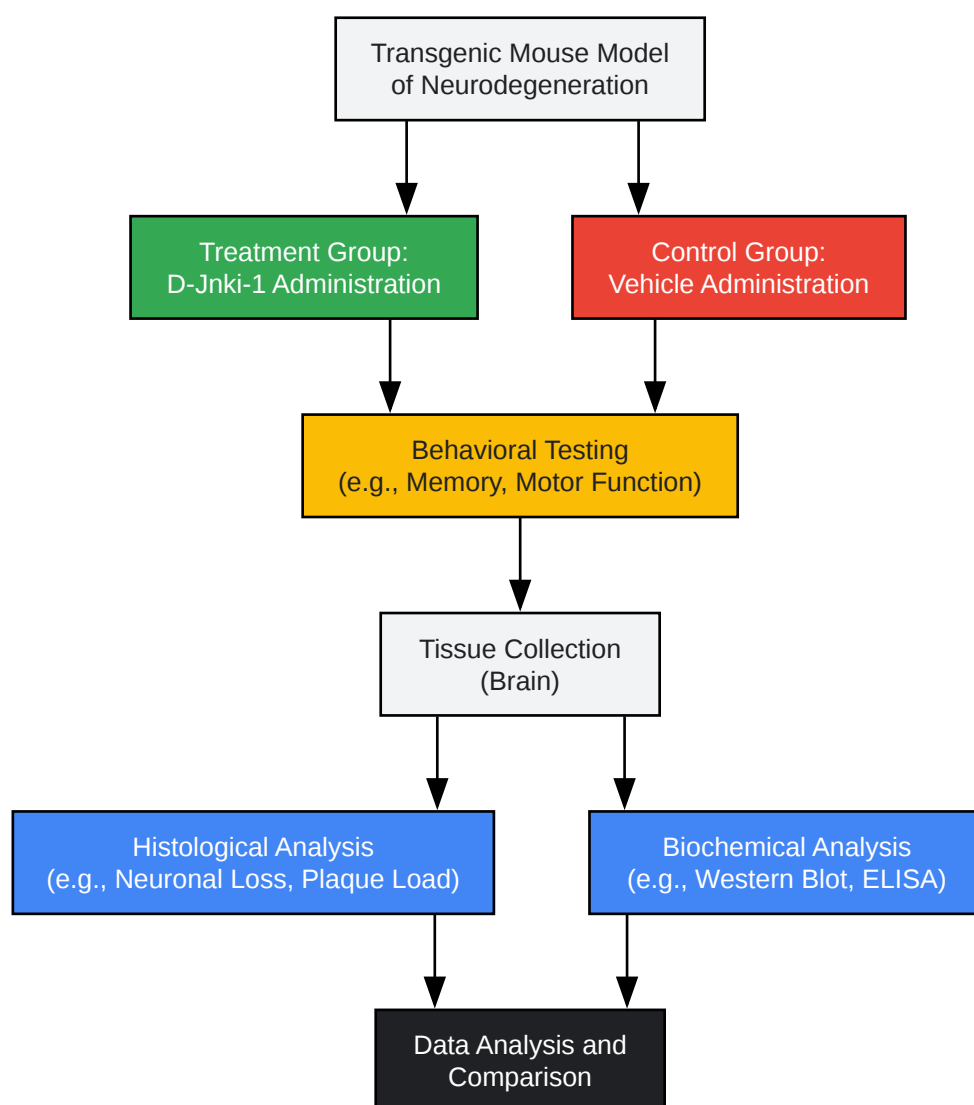 Transgenic Mouse Model
of Neurodegeneration
Treatment Group:
D-Jnki-1 Administration
Control Group:
Vehicle Administration
Behavioral Testing
(e.g., Memory, Motor Function)
Tissue Collection
(Brain)
Histological Analysis
(e.g., Neuronal Loss, Plaque Load)
Biochemical Analysis
(e.g., Western Blot, ELISA)
Data Analysis and
Comparison